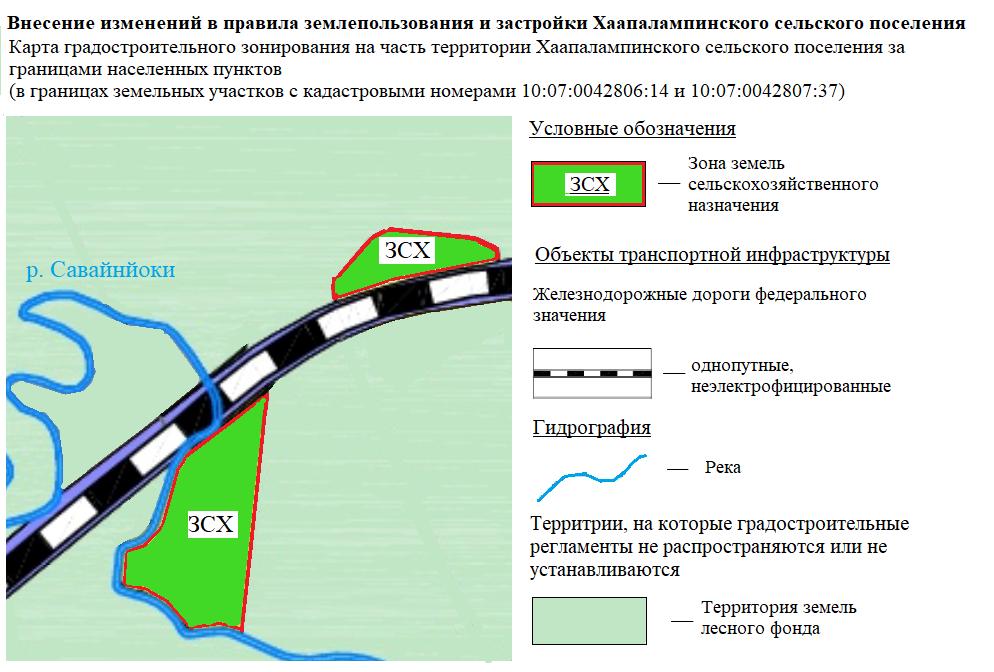 Внесение изменений в правила землепользования и застройки Хаапалампинского сельского поселения
Карта градостроительного зонирования на часть территории Хаапалампинского сельского поселения за
границами населенных пунктов
(в границах земельных участков с кадастровыми номерами 10:07:0042806:14 и 10:07:0042807:37)
р. Савайнйоки
ЗСХ
ЗСХ
Условные обозначения
ЗСХ
Зона земель
сельскохозяйственного
назначения
Объекты транспортной инфраструктуры
Железнодорожные дороги федерального
значения
однопутные,
неэлектрофицированные
Гидрография
Река
Территрии, на которые градостроительные
регламенты не распространяются или не
устанавливаются
Территория земель
лесного фонда